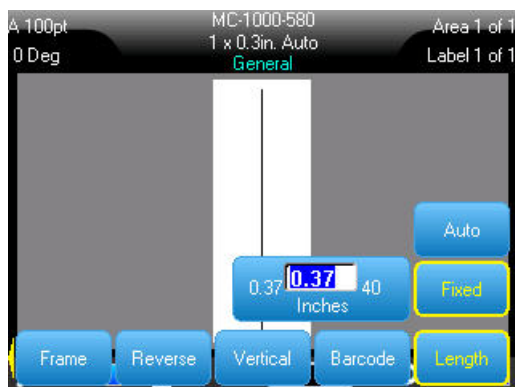 A 100pt
MC-1000-580
Area 1 of 1
0 Deg
1 x 0.3in. Auto
Label 1 of 1
General
Auto
0.37 0.37 40
Inches
Fixed
Frame
Reverse
Vertical
Barcode
Length